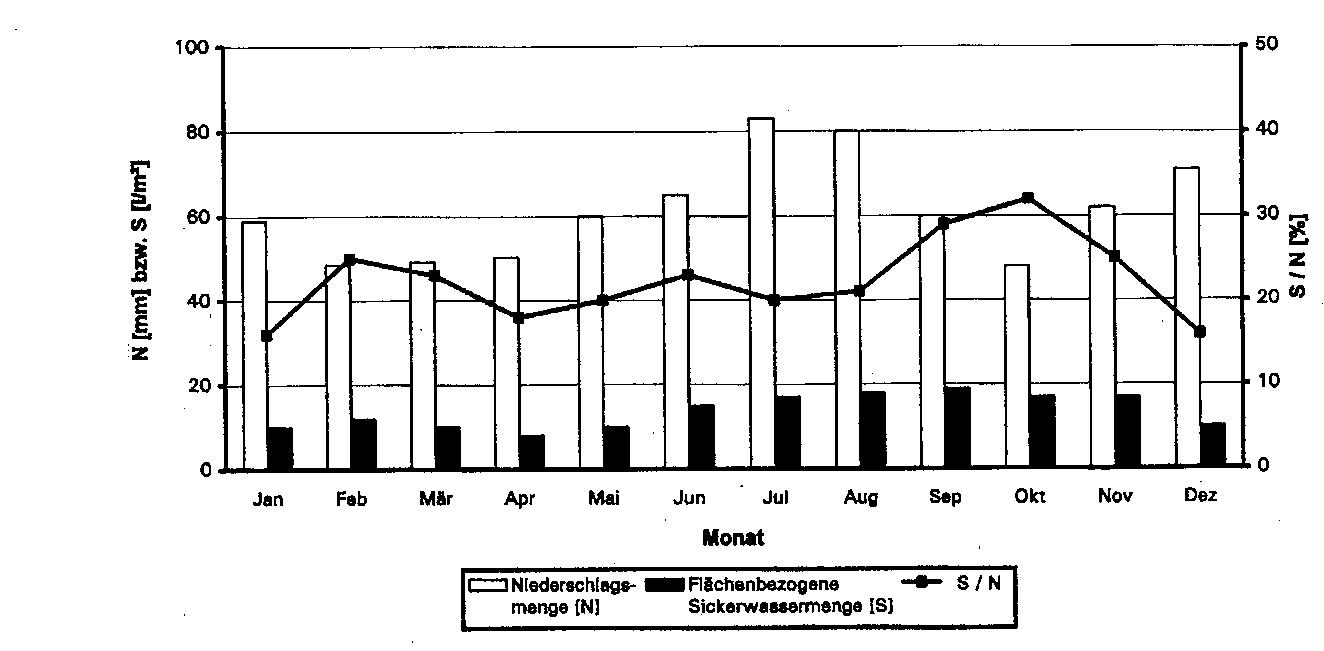 100
80
60
40
20
0
N [mm] bzw. S [l/m²]
50
40
30
20
10
0
S / N [%]
Jan Feb Mär Apr Mai Jun Jul Aug Sep Okt Nov Dez
Monat
Niederschlags- Flächenbezogene S / N
menge [N] Sickerwassermenge [S]